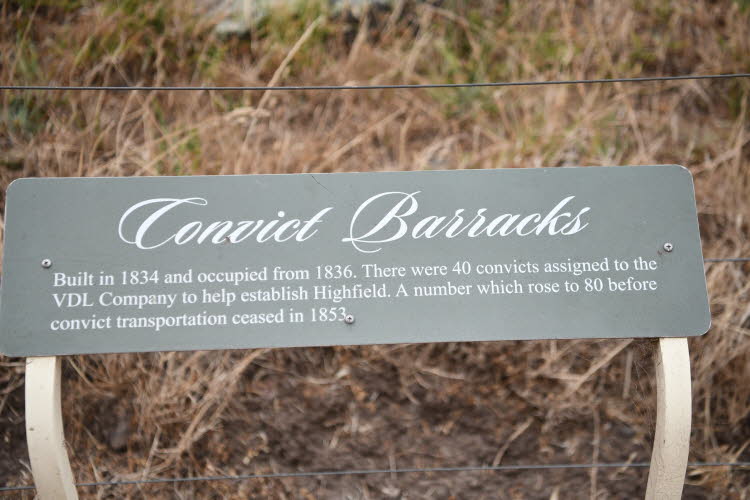 Convict Barracks
Built in 1834 and occupied from 1836. There were 40 convicts assigned to the
VDL Company to help establish Highfield. A number which rose to 80 before
convict transportation ceased in 1853.